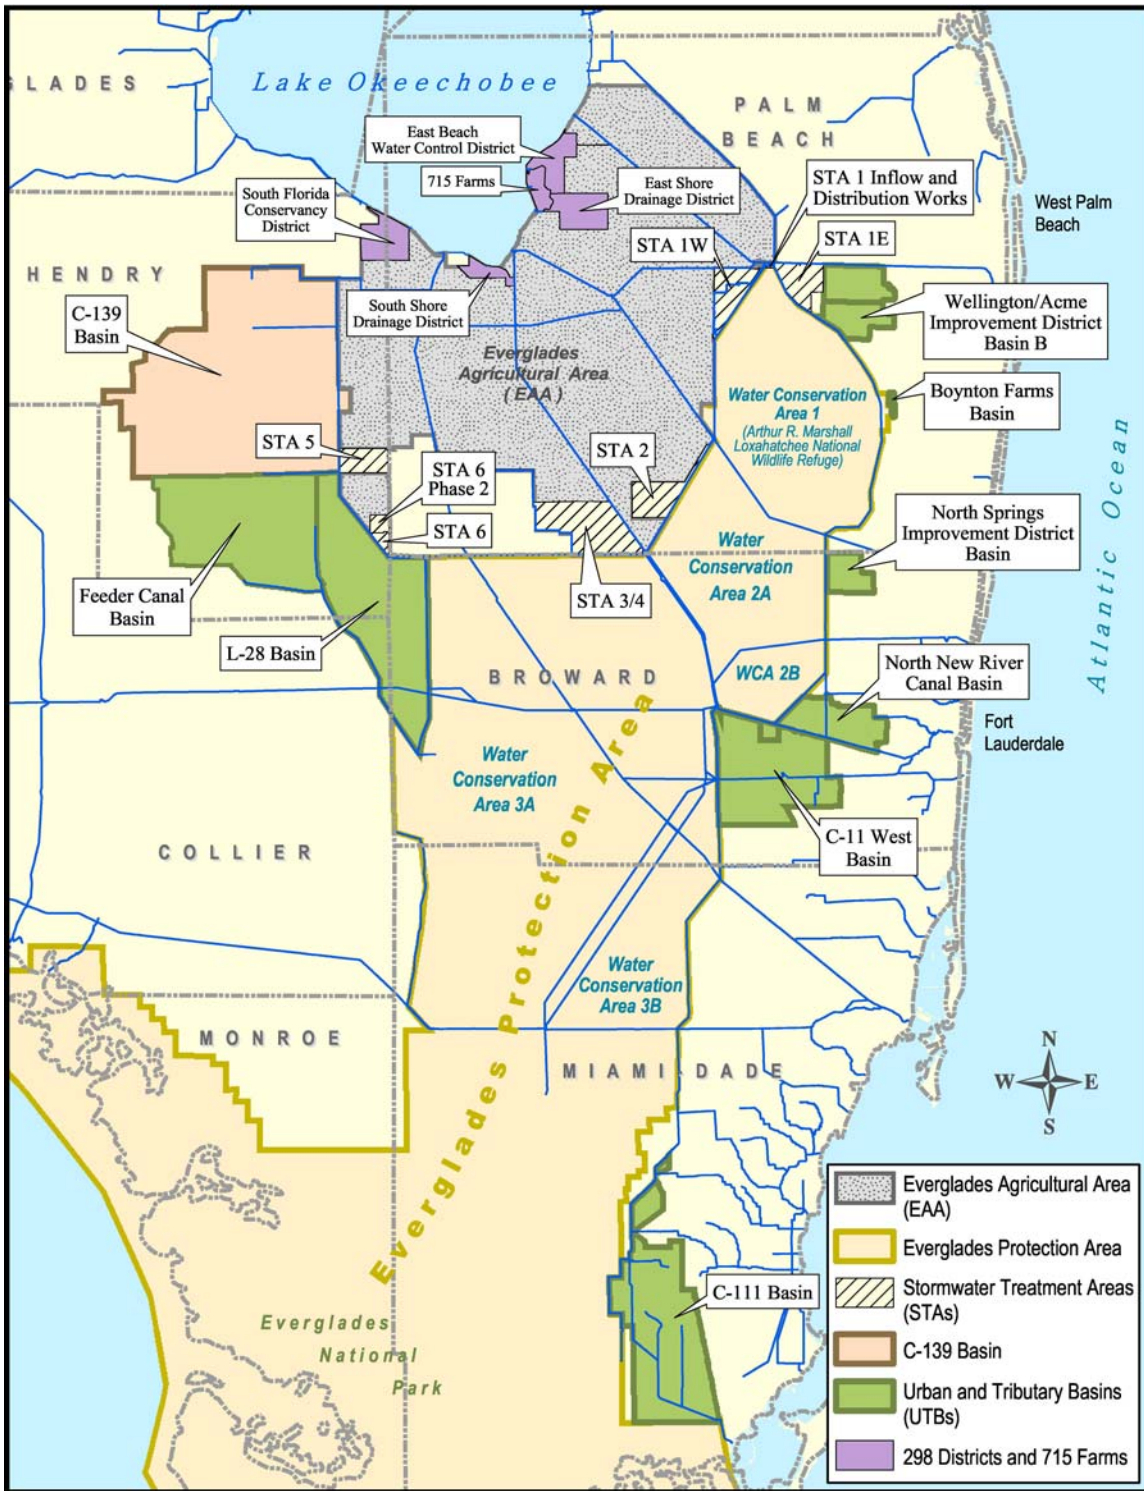 Lake Okeechobee
GLADES
PALM
BEACH
East Beach
Water Control District
715 Farms
East Shore
Drainage District
STA 1 Inflow and
Distribution Works
South Florida
Conservancy
District
West Palm
Beach
STA 1W
STA 1E
HENDRY
C-139
Basin
South Shore
Drainage District
Wellington/Acme
Improvement District
Basin B
Everglades
Agricultural Area
(EAA)
Water Conservation
Area 1
(Arthur R. Marshall
Loxahatchee National
Wildlife Refuge)
Boynton Farms
Basin
STA 5
STA 6
Phase 2
STA 2
STA 6
North Springs
Improvement District
Basin
Atlantic Ocean
Water
Conservation
Area 2A
Feeder Canal
Basin
STA 3/4
L-28 Basin
BROWARD
WCA 2B
North New River
Canal Basin
Fort
Lauderdale
Water
Conservation
Area 3A
C-11 West
Basin
COLLIER
Everglades Protection Area
Water
Conservation
Area 3B
MONROE
MIAMI-DADE
N
W E
S
C-111 Basin
Everglades
National
Park
Everglades Agricultural Area
(EAA)
Everglades Protection Area
Stormwater Treatment Areas
(STAs)
C-139 Basin
Urban and Tributary Basins
(UTBs)
298 Districts and 715 Farms